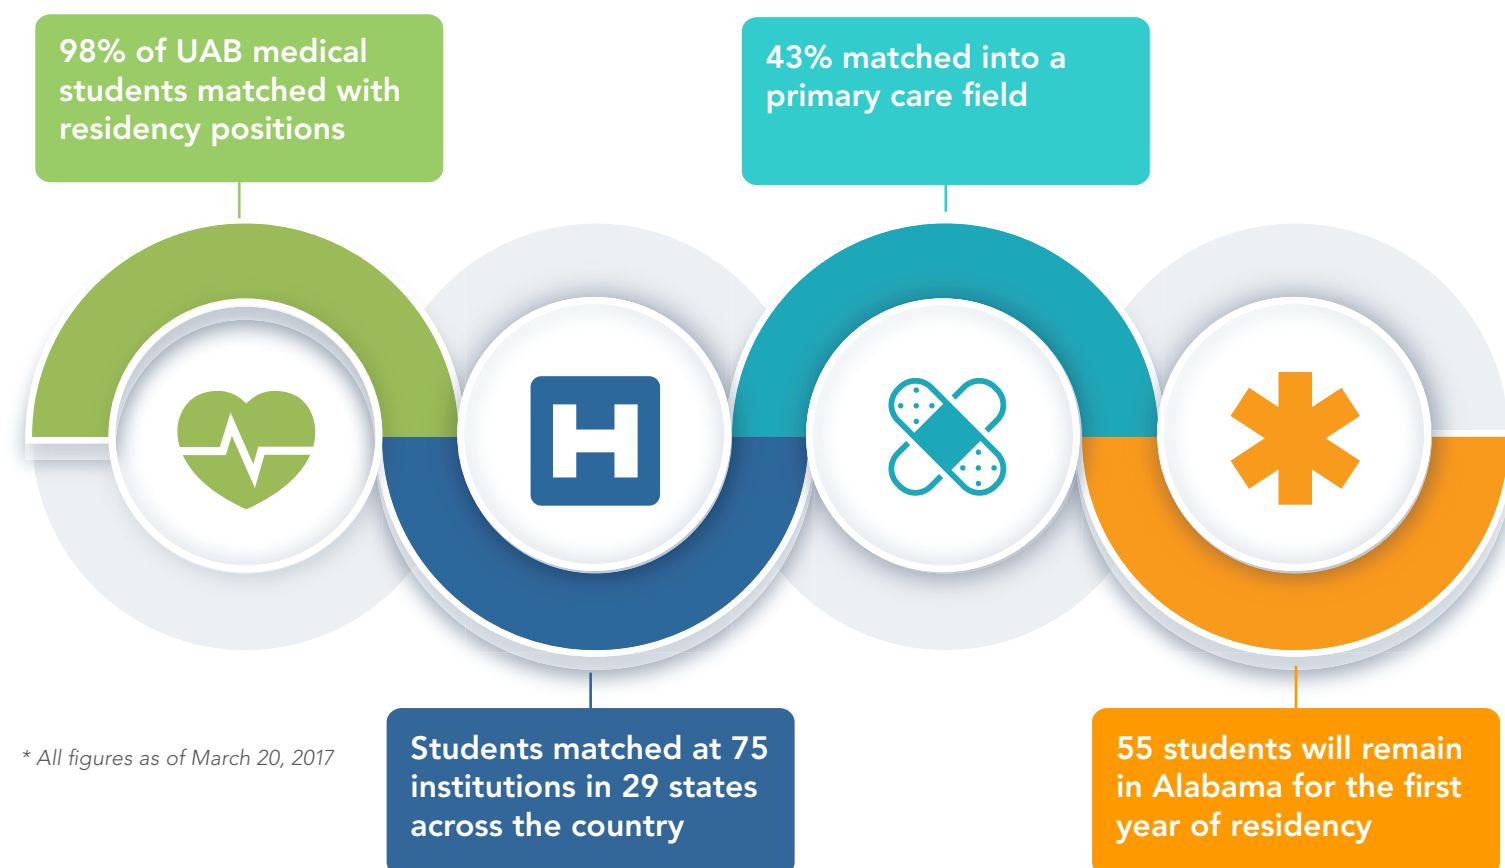 98% of UAB medical
students matched with
residency positions
43% matched into a
primary care field
H
* All figures as of March 20, 2017
Students matched at 75
institutions in 29 states
across the country
55 students will remain
in Alabama for the first
year of residency